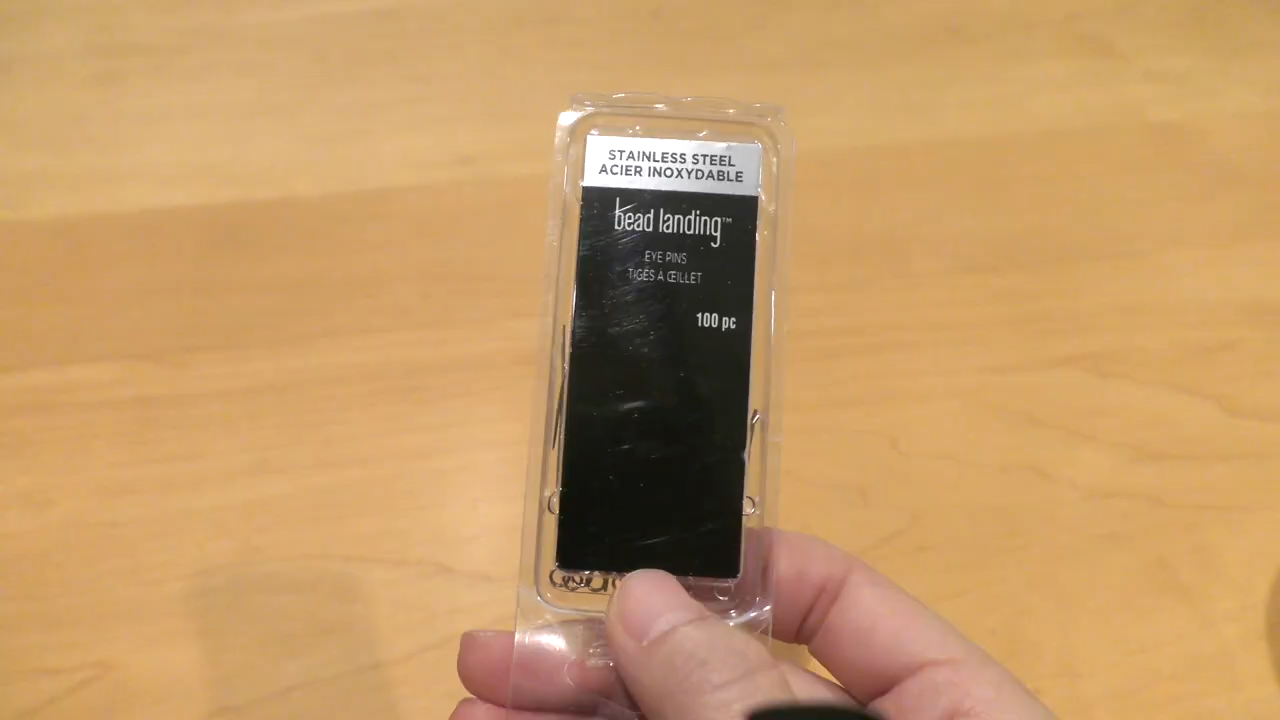 STAINLESS STEEL
ACIER INOXYDABLE
bead landing™
EYE PINS
TIGES À ŒILLET
100 pc